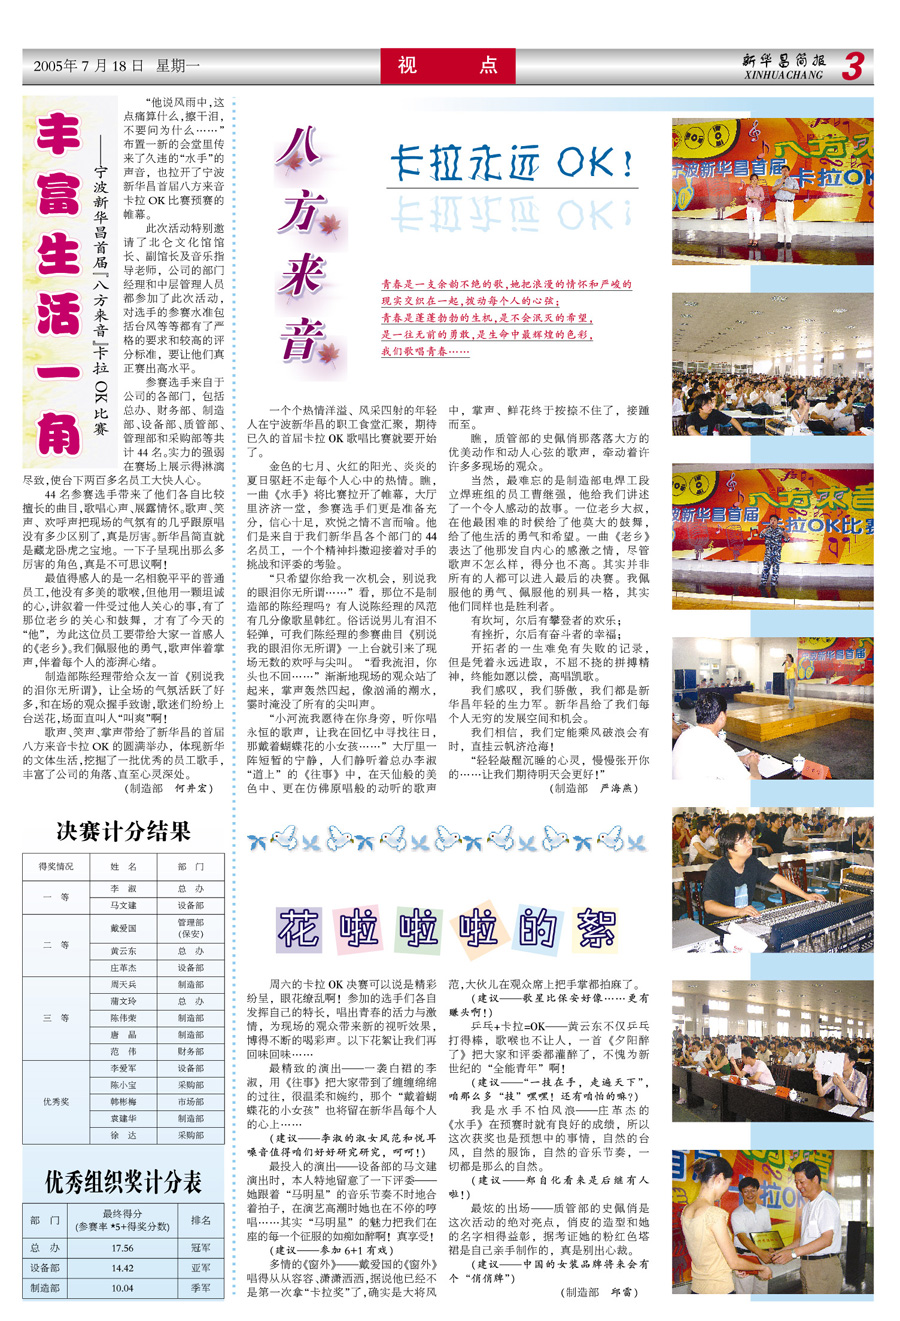 2005年 7 月 18 日 星期一
视 点
新华昌简报
XINHUACHANG
3
丰富生活一角
——宁波新华昌首届『八方来音』卡拉 OK 比赛
“他说风雨中,这
点痛算什么,擦干泪,
不要问为什么……”
布置一新的会堂里传
来了久违的“水手”的
声音，也拉开了宁波
新华昌首届八方来音
卡拉 OK 比赛预赛的
帷幕。
此次活动特别邀
请了北仑文化馆馆
长、副馆长及音乐指
导老师，公司的部门
经理和中层管理人员
都参加了此次活动，
对选手的参赛水准包
括台风等等都有了严
格的要求和较高的评
分标准，要让他们真
正赛出高水平。
参赛选手来自于
公司的各部门，包括
总办、财务部、制造
部、设备部、质管部、
管理部和采购部等共
计 44 名。实力的强弱
在赛场上展示得淋漓
尽致,使台下两百多名员工大快人心。
44 名参赛选手带来了他们各自比较
擅长的曲目,歌唱心声、展露情怀。歌声、笑
声、欢呼声把现场的气氛有的几乎跟原唱
没有多少区别了,真是厉害。新华昌简直就
是藏龙卧虎之宝地。一下子呈现出那么多
厉害的角色,真是不可思议啊!
最值得感人的是一名相貌平平的普通
员工,他没有多美的歌喉,但他用一颗坦诚
的心,讲叙着一件受过他人关心的事,有了
那位老乡的关心和鼓舞，才有了今天的
“他”，为此这位员工要带给大家一首感人
的《老乡》。我们佩服他的勇气,歌声伴着掌
声,伴着每个人的澎湃心绪。
制造部陈经理带给众友一首《别说我
的泪你无所谓》，让全场的气氛活跃了好
多,和在场的观众握手致谢,歌迷们纷纷上
台送花,场面直叫人“叫爽”啊!
歌声、笑声、掌声带给了新华昌的首届
八方来音卡拉 OK 的圆满举办，体现新华
的文体生活,挖掘了一批优秀的员工歌手,
丰富了公司的角落、直至心灵深处。
(制造部 何井宏)
决赛计分结果
得奖情况 姓 名 部 门
一 等 李 淑 总 办
马文建 设备部
二 等 戴爱国 管理部(保安)
黄云东 总 办
庄革杰 设备部
三 等 周天兵 制造部
蒲文玲 总 办
陈伟荣 制造部
唐 晶 制造部
范 伟 财务部
优秀奖 李爱军 设备部
陈小宝 采购部
韩彬梅 市场部
袁建华 制造部
徐 达 采购部
优秀组织奖计分表
部 门 最终得分(参赛率 *5+得奖分数) 排名
总 办 17.56 冠军
设备部 14.42 亚军
制造部 10.04 季军
八方来音
卡拉永远 OK!
青春是一支余韵不绝的歌,她把浪漫的情怀和严峻的
现实交织在一起,拨动每个人的心弦;
青春是蓬蓬勃勃的生机,是不会泯灭的希望,
是一往无前的勇敢,是生命中最辉煌的色彩,
我们歌唱青春……
一个个热情洋溢、风采四射的年轻
人在宁波新华昌的职工食堂汇聚，期待
已久的首届卡拉 OK 歌唱比赛就要开始
了。
金色的七月、火红的阳光、炎炎的
夏日驱赶不走每个人心中的热情。瞧，
一曲《水手》将比赛拉开了帷幕，大厅
里济济一堂，参赛选手们更是准备充
分，信心十足，欢悦之情不言而喻。他
们是来自于我们新华昌各个部门的 44
名员工，一个个精神抖擞迎接着对手的
挑战和评委的考验。
“只希望你给我一次机会，别说我
的眼泪你无所谓……”看，那位不是制
造部的陈经理吗？有人说陈经理的风范
有几分像歌星韩红。俗话说男儿有泪不
轻弹，可我们陈经理的参赛曲目《别说
我的眼泪你无所谓》一上台就引来了现
场无数的欢呼与尖叫。“看我流泪，你
头也不回……”渐渐地现场的观众站了
起来，掌声轰然四起，像汹涌的潮水，
霎时淹没了所有的尖叫声。
“小河流我愿待在你身旁，听你唱
永恒的歌声，让我在回忆中寻找往日，
那戴着蝴蝶花的小女孩……”大厅里一
阵短暂的宁静，人们静听着总办李淑
“道上”的《往事》中，在天仙般的美
色中、更在仿佛原唱般的动听的歌声
中，掌声、鲜花终于按捺不住了，接踵
而至。
瞧，质管部的史佩俏那落落大方的
优美动作和动人心弦的歌声，牵动着许
许多多现场的观众。
当然，最难忘的是制造部电焊工段
立焊班组的员工曹继强，他给我们讲述
了一个令人感动的故事。一位老乡大叔，
在他最困难的时候给了他莫大的鼓舞，
给了他生活的勇气和希望。一曲《老乡》
表达了他那发自内心的感激之情，尽管
歌声不怎么样，得分也不高。其实并非
所有的人都可以进入最后的决赛。我佩
服他的勇气、佩服他的别具一格，其实
他们同样也是胜利者。
有坎坷，尔后有攀登者的欢乐；
有挫折，尔后有奋斗者的幸福；
开拓者的一生难免有失败的记录，
但是凭着永远进取，不屈不挠的拼搏精
神，终能如愿以偿，高唱凯歌。
我们感叹，我们骄傲，我们都是新
华昌年轻的生力军。新华昌给了我们每
个人无穷的发展空间和机会。
我们相信，我们定能乘风破浪会有
时，直挂云帆济沧海！
“轻轻敲醒沉睡的心灵，慢慢张开你
的……让我们期待明天会更好!”
(制造部 严海燕)
花啦啦啦的絮
周六的卡拉 OK 决赛可以说是精彩
纷呈，眼花缭乱啊！参加的选手们各自
发挥自己的特长，唱出青春的活力与激
情，为现场的观众带来新的视听效果，
博得不断的喝彩声。以下花絮让我们再
回味回味……
最精致的演出——一袭白裙的李
淑，用《往事》把大家带到了缠缠绵绵
的过往，很温柔和婉约，那个“戴着蝴
蝶花的小女孩”也将留在新华昌每个人
的心上……
(建议——李淑的淑女风范和悦耳
嗓音值得咱们好好研究研究，呵呵!)
最投入的演出——设备部的马文建
演出时，本人特地留意了一下评委——
她跟着“马明星”的音乐节奏不时地合
着拍子，在演艺高潮时她也在不停的哼
唱……其实“马明星”的魅力把我们在
座的每一个征服的如痴如醉啊！真享受！
(建议——参加 6+1 有戏)
多情的《窗外》——戴爱国的《窗外》
唱得从从容容、潇潇洒洒,据说他已经不
是第一次拿“卡拉奖”了,确实是大将风
范,大伙儿在观众席上把手掌都拍麻了。
(建议——歌星比保安好像……更有
赚头啊!)
乒乓+卡拉=OK——黄云东不仅乒乓
打得棒，歌喉也不让人，一首《夕阳醉
了》把大家和评委都灌醉了，不愧为新
世纪的“全能青年”啊！
(建议——“一技在手，走遍天下”，
咱那么多“技”嘿嘿！还有咱怕的嘛?)
我是水手不怕风浪——庄革杰的
《水手》在预赛时就有良好的成绩，所以
这次获奖也是预想中的事情，自然的台
风，自然的服饰，自然的音乐节奏，一
切都是那么的自然。
(建议——郑自化看来是后继有人
啦!)
最炫的出场——质管部的史佩俏是
这次活动的绝对亮点，俏皮的造型和她
的名字相得益彰，据考证她的粉红色塔
裙是自己亲手制作的，真是别出心裁。
(建议——中国的女装品牌将来会有
个“俏俏牌”)
(制造部 邱雷)